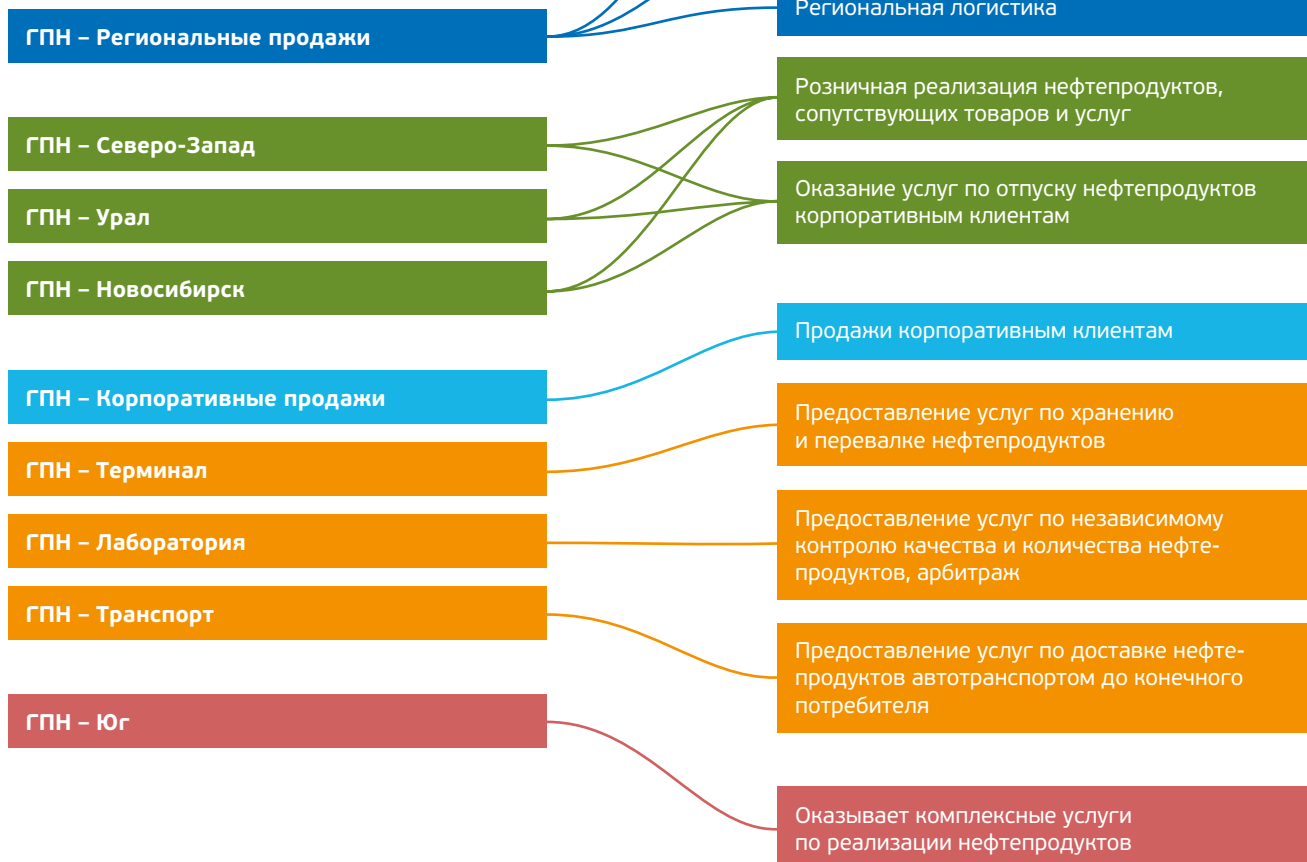 ГПН – Региональные продажи
ГПН – Северо-Запад
ГПН – Урал
ГПН – Новосибирск
ГПН – Корпоративные продажи
ГПН – Терминал
ГПН – Лаборатория
ГПН – Транспорт
ГПН – Юг
Региональная логистика
Розничная реализация нефтепродуктов,
сопутствующих товаров и услуг
Оказание услуг по отпуску нефтепродуктов
корпоративным клиентам
Продажи корпоративным клиентам
Предоставление услуг по хранению
и перевалке нефтепродуктов
Предоставление услуг по независимому
контролю качества и количества нефте-
продуктов, арбитраж
Предоставление услуг по доставке нефте-
продуктов автотранспортом до конечного
потребителя
Оказывает комплексные услуги
по реализации нефтепродуктов